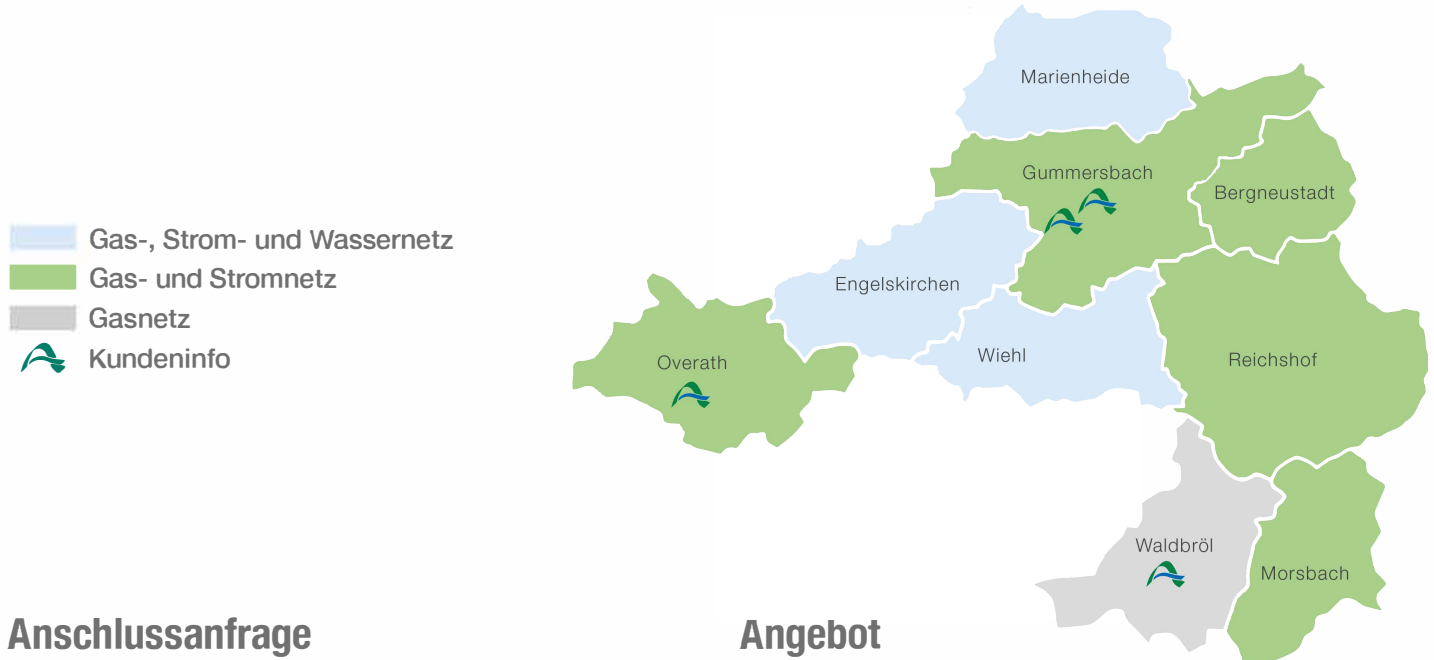 Marienheide
Gummersbach
Bergneustadt
Gas-, Strom- und Wassernetz
Gas- und Stromnetz
Gasnetz
Kundeninfo
Engelskirchen
Overath
Wiehl
Reichshof
Waldbröl
Morsbach
Anschlussanfrage
Angebot